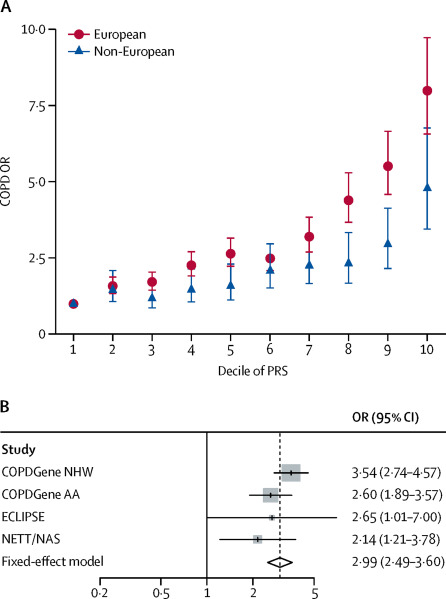 A
10·0
European
Non-European
7·5
COPD OR
5·0
2·5
0
1 2 3 4 5 6 7 8 9 10
Decile of PRS
B
OR (95% CI)
Study
COPDGene NHW 3·54 (2·74–4·57)
COPDGene AA 2·60 (1·89–3·57)
ECLIPSE 2·65 (1·01–7·00)
NETT/NAS 2·14 (1·21–3·78)
Fixed-effect model 2·99 (2·49–3·60)
0·2 0·5 1 2 5